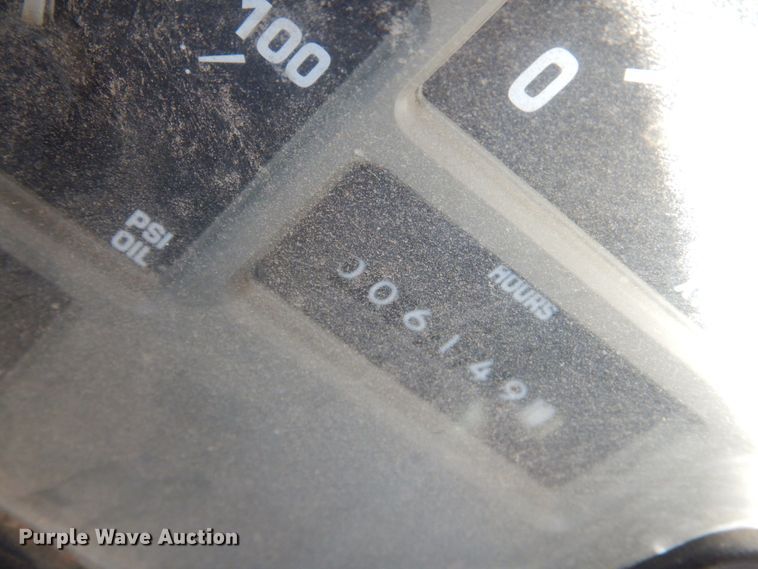 100
0
PSI
OIL
HOURS
006149
Purple Wave Auction